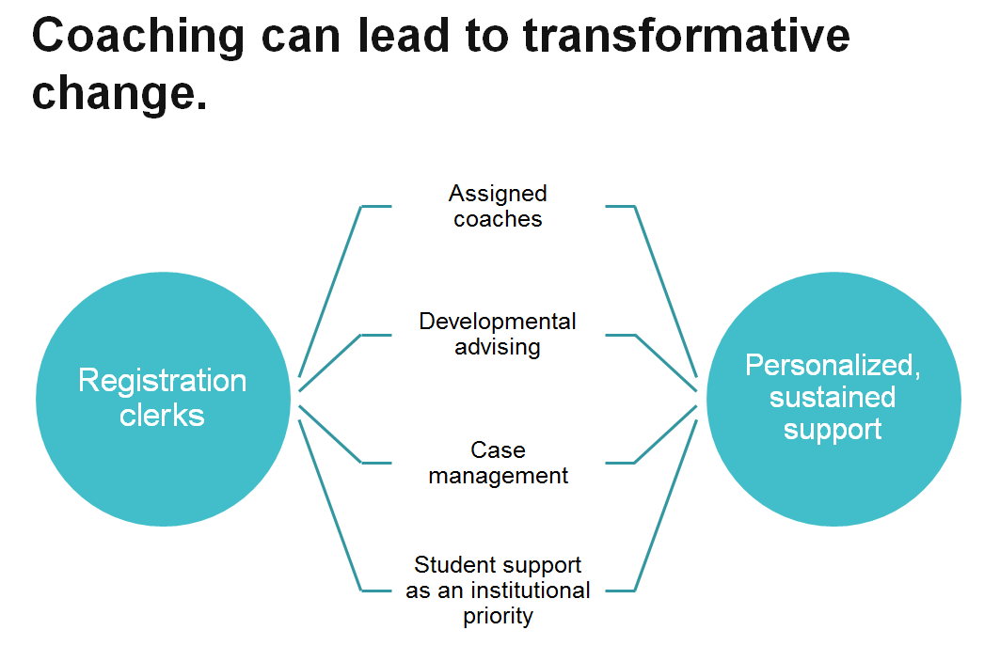 Coaching can lead to transformative
change.
Assigned
coaches
Developmental
advising
Registration
clerks
Personalized,
sustained
support
Case
management
Student support
as an institutional
priority